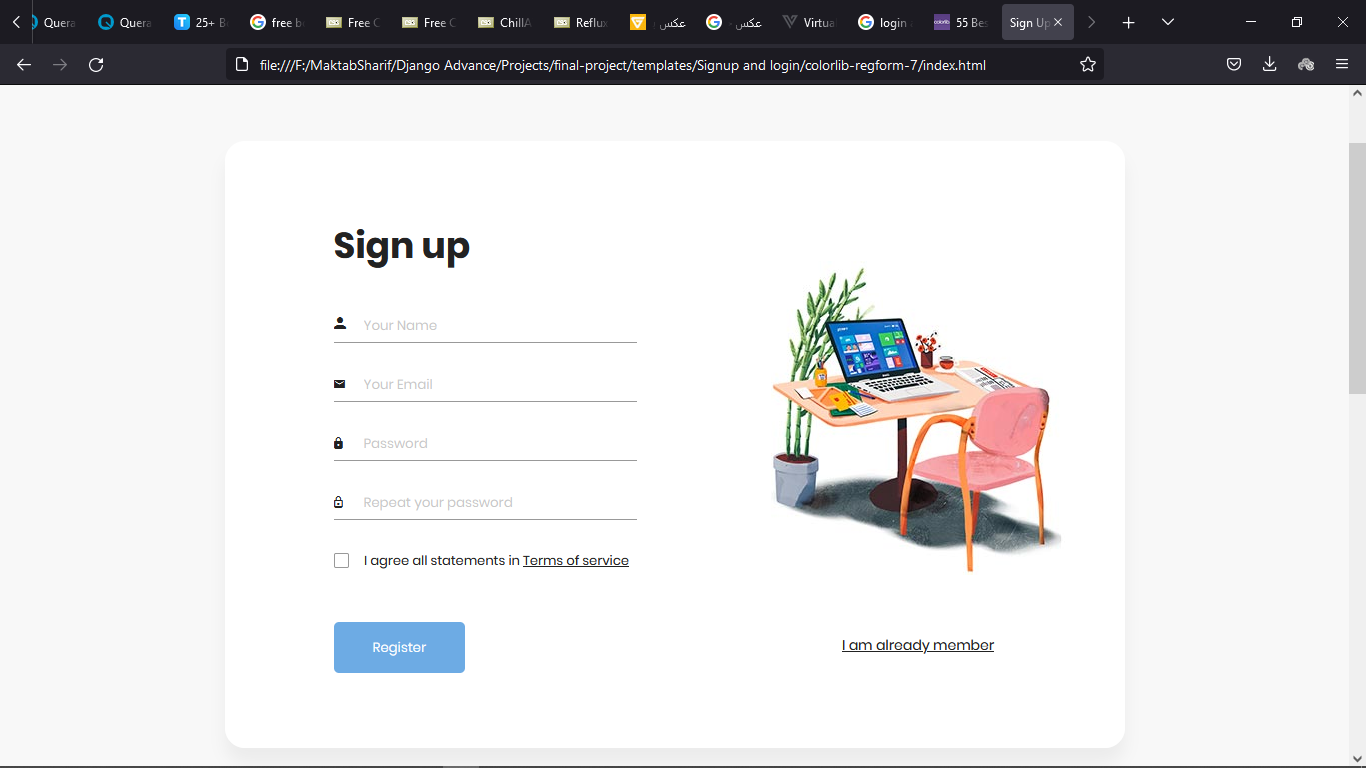 Quera
Quera
25+ B
free b
Free C
Free C
ChillA
Reflux
عکس
عکس
Virtua
login
55 Bes
Sign Up
file:///F:/MaktabSharif/Django Advance/Projects/final-project/templates/Signup and login/colorlib-regform-7/index.html
Sign up
Your Name
Your Email
Password
Repeat your password
I agree all statements in Terms of service
Register
I am already member